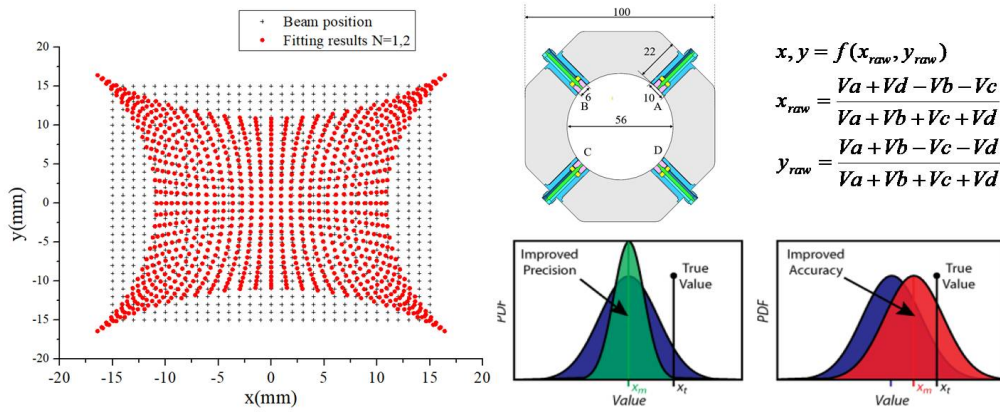 Beam position
Fitting results N=1,2
20
15
10
5
0
-5
-10
-15
-20
y(mm)
-20
-15
-10
-5
0
5
10
15
20
x(mm)
100
22
6
10
B
A
56
C
D
x, y = f(x_raw, y_raw)
x_raw = (Va + Vd - Vb - Vc) / (Va + Vb + Vc + Vd)
y_raw = (Va + Vb - Vc - Vd) / (Va + Vb + Vc + Vd)
Improved
Precision
True
Value
PDF
x_m
x_t
Value
Improved
Accuracy
True
Value
PDF
x_m
x_t
Value